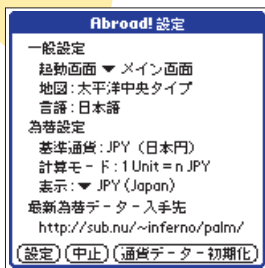 Abroad! 設定
一般設定
起動画面 ▼ メイン画面
地図:太平洋中央タイプ
言語:日本語
為替設定
基準通貨:JPY (日本円)
計算モード:1 Unit = n JPY
表示:▼ JPY (Japan)
最新為替データー入手先
http://sub.nu/~inferno/palm/
設定 中止 通貨データー初期化